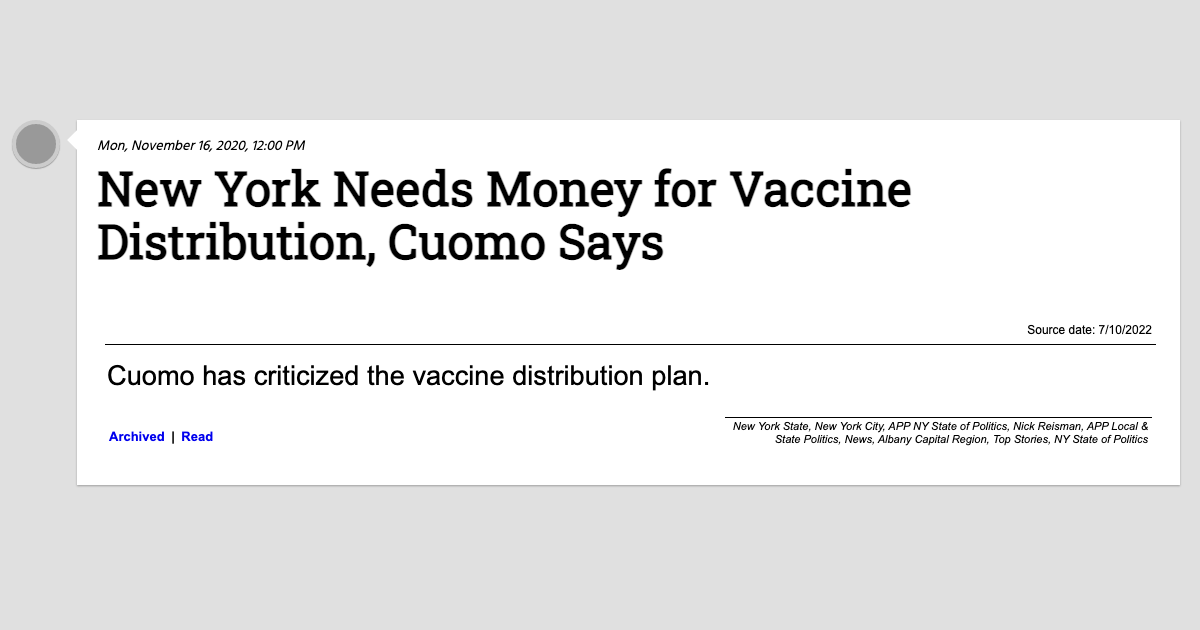 Mon, November 16, 2020, 12:00 PM
New York Needs Money for Vaccine
Distribution, Cuomo Says
Source date: 7/10/2022
Cuomo has criticized the vaccine distribution plan.
Archived | Read
New York State, New York City, APP NY State of Politics, Nick Reisman, APP Local &
State Politics, News, Albany Capital Region, Top Stories, NY State of Politics